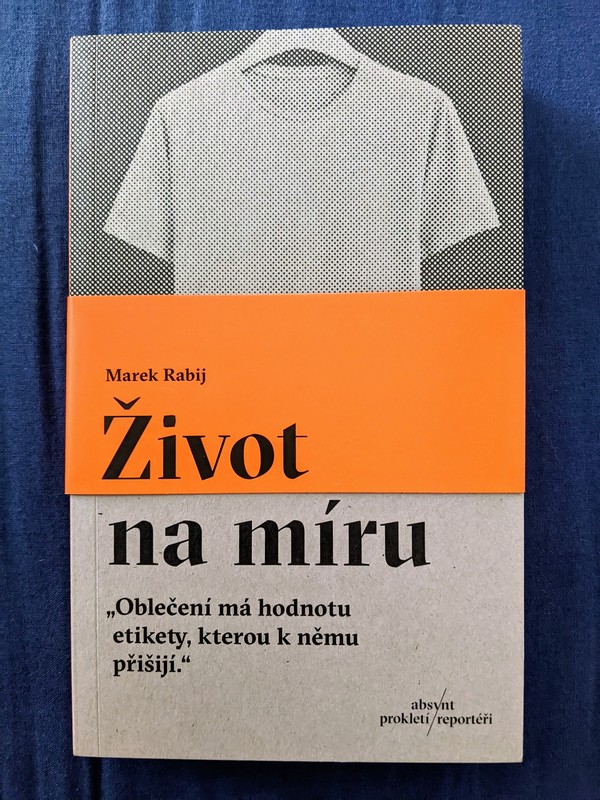 Marek Rabij
Život
na míru
„Oblečení má hodnotu
etikety, kterou k němu
přišijí.“
absynt
prokletí/reportéři